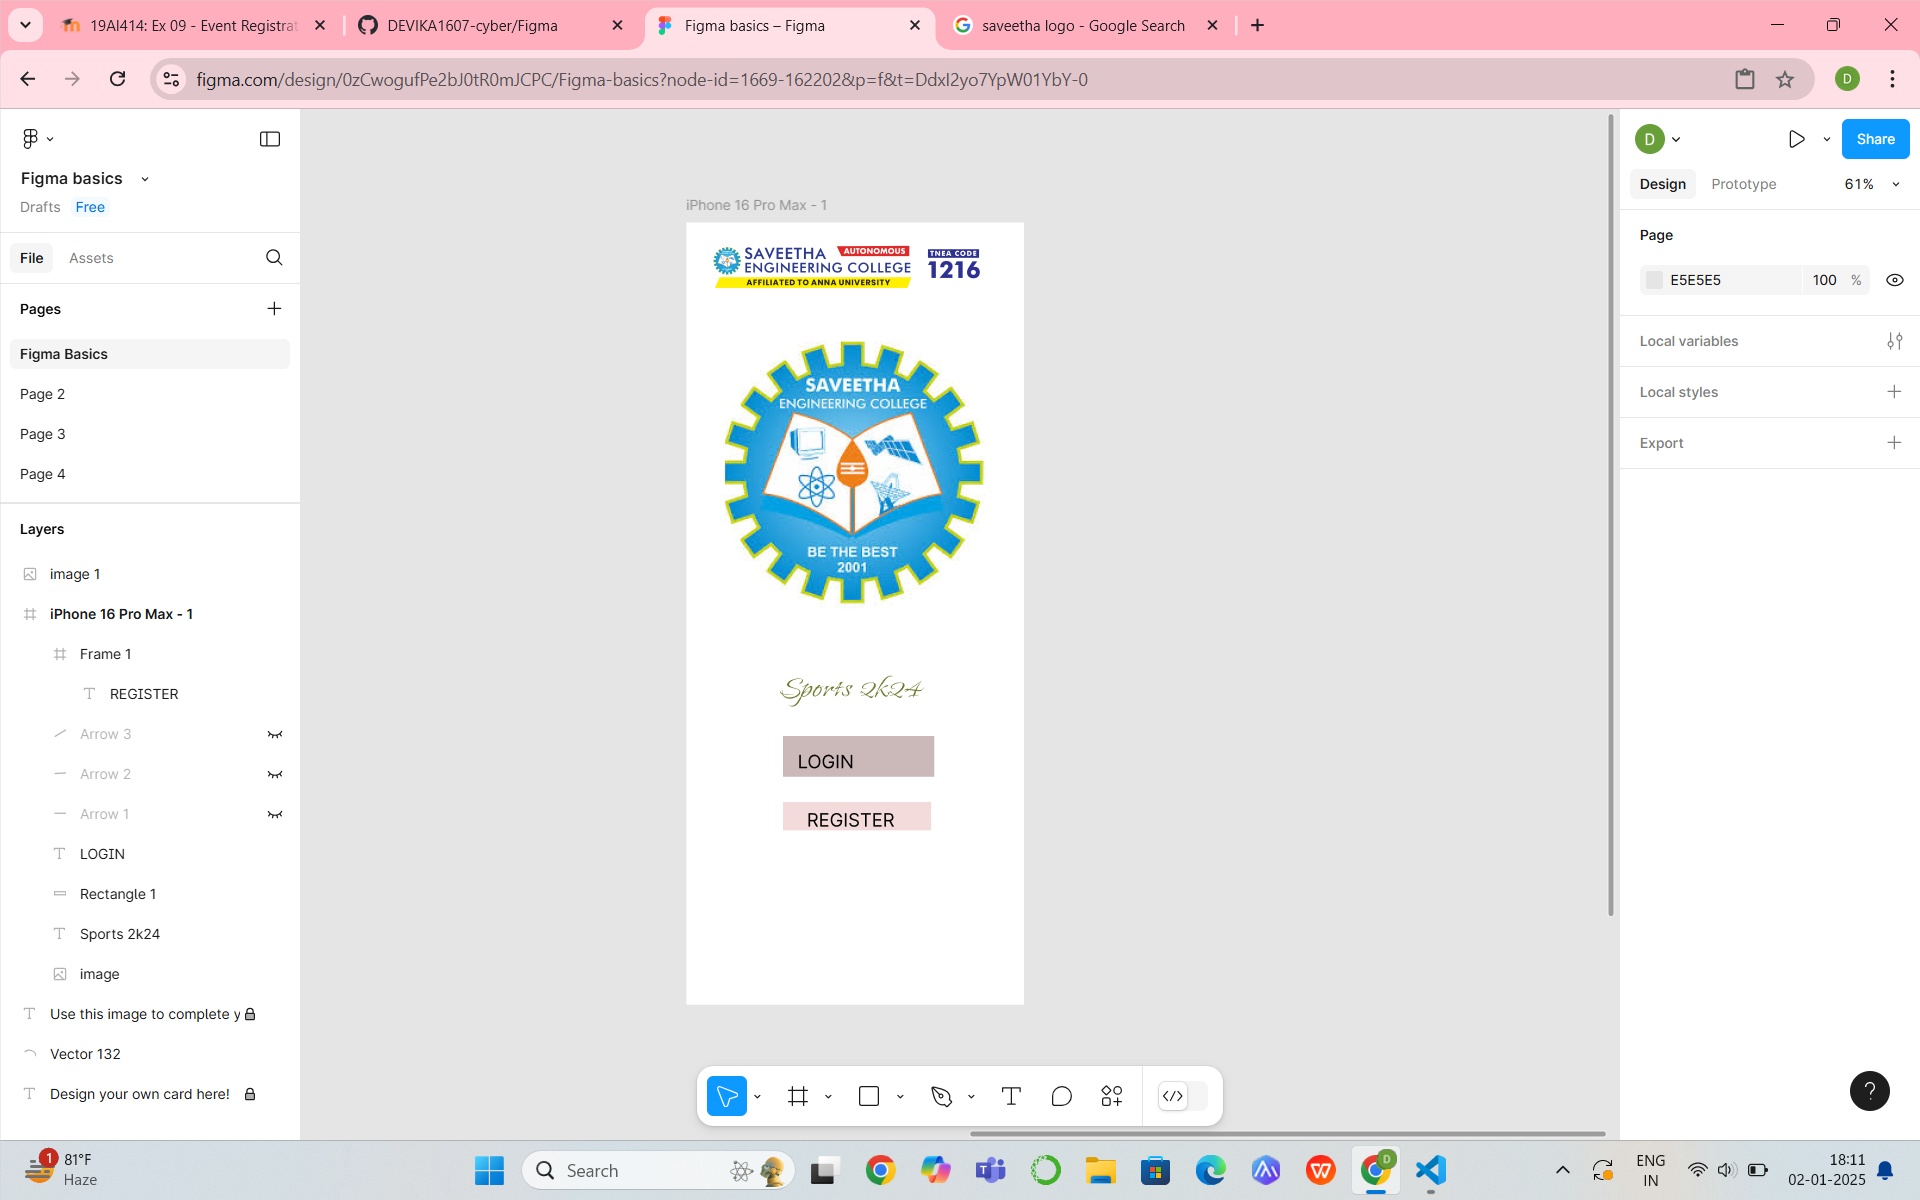 19AI414: Ex 09 - Event Registrat
DEVIKA1607-cyber/Figma
Figma basics – Figma
saveetha logo - Google Search
figma.com/design/0zCwogufPe2bJ0tR0mJCPC/Figma-basics?node-id=1669-162202&p=f&t=DdxI2yo7YpW01YbY-0
D
Figma basics
Drafts Free
File Assets
Pages
Figma Basics
Page 2
Page 3
Page 4
Layers
image 1
iPhone 16 Pro Max - 1
Frame 1
REGISTER
Arrow 3
Arrow 2
Arrow 1
LOGIN
Rectangle 1
Sports 2k24
image
Use this image to complete y
Vector 132
Design your own card here!
iPhone 16 Pro Max - 1
SAVEETHA AUTONOMOUS
ENGINEERING COLLEGE
AFFILIATED TO ANNA UNIVERSITY
TNEA CODE
1216
SAVEETHA
ENGINEERING COLLEGE
BE THE BEST
2001
Sports 2k24
LOGIN
REGISTER
D
Share
Design Prototype 61%
Page
E5E5E5 100 %
Local variables
Local styles
Export
?
1
81°F
Haze
Search
D
ENG
IN
18:11
02-01-2025